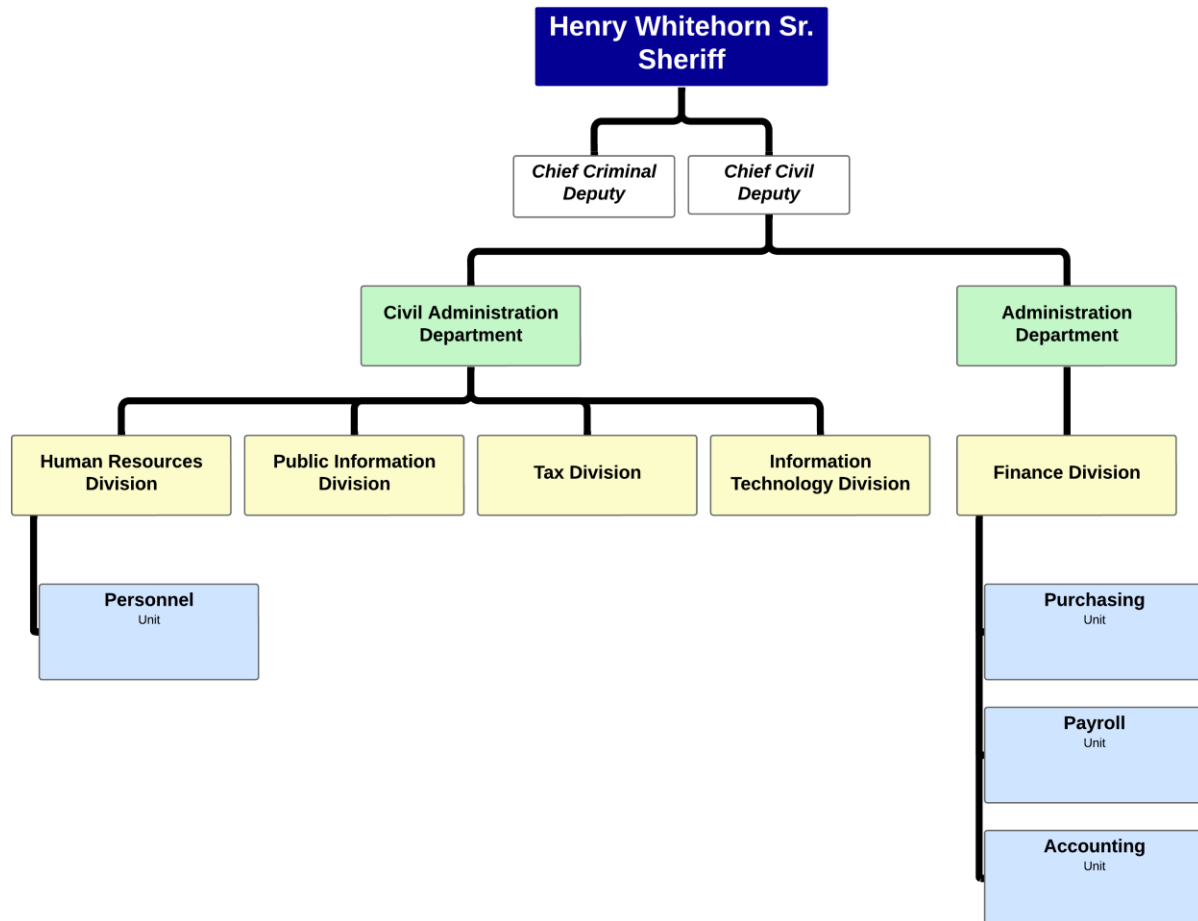 Henry Whitehorn Sr.
Sheriff
Chief Criminal
Deputy
Chief Civil
Deputy
Civil Administration
Department
Administration
Department
Human Resources
Division
Public Information
Division
Tax Division
Information
Technology Division
Finance Division
Personnel
Unit
Purchasing
Unit
Payroll
Unit
Accounting
Unit